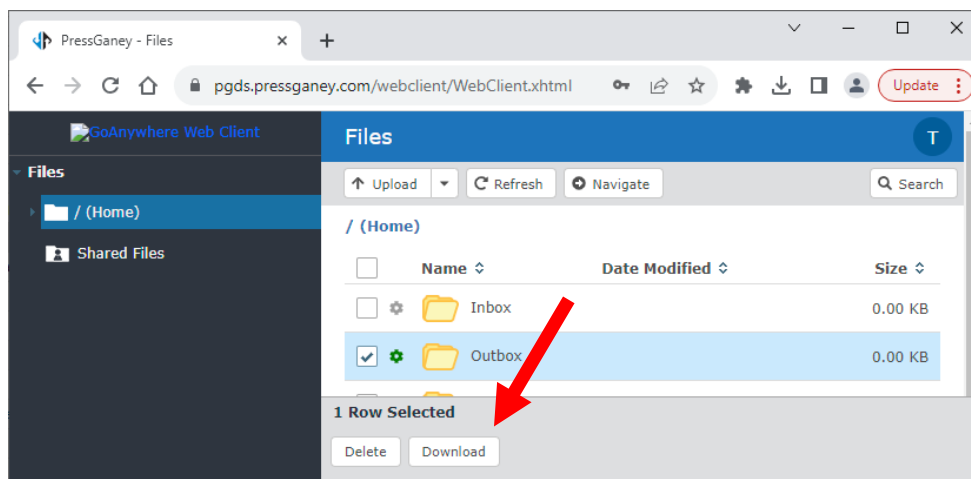 PressGaney - Files
pgds.pressganey.com/webclient/WebClient.xhtml
Update
GoAnywhere Web Client
Files
/ (Home)
Shared Files
Files
T
Upload
Refresh
Navigate
Search
/ (Home)
Name
Date Modified
Size
Inbox
0.00 KB
Outbox
0.00 KB
1 Row Selected
Delete
Download